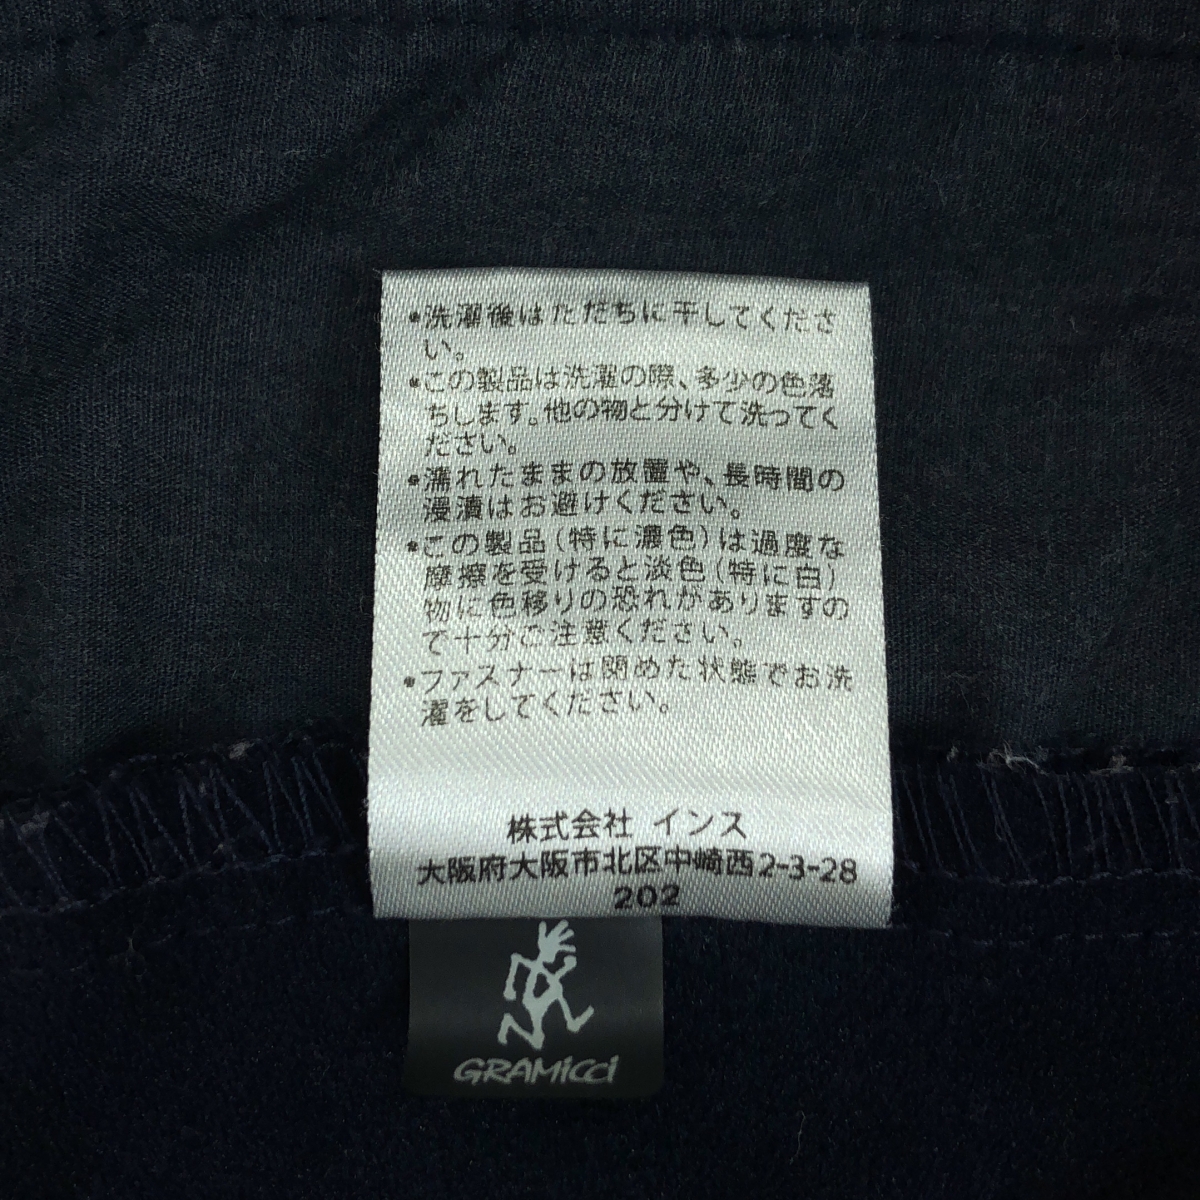 •洗濯後はただちに干してくださ
い。
•この製品は洗濯の際、多少の色落
ちします。他の物と分けて洗ってく
ださい。
•濡れたままの放置や、長時間の
浸漬はお避けください。
•この製品(特に濃色)は過度な
摩擦を受けると淡色(特に白)
物に色移りの恐れがありますの
で十分ご注意ください。
•ファスナーは閉めた状態でお洗
濯をしてください。
株式会社 インス
大阪府大阪市北区中崎西2-3-28
202
GRAMICCI